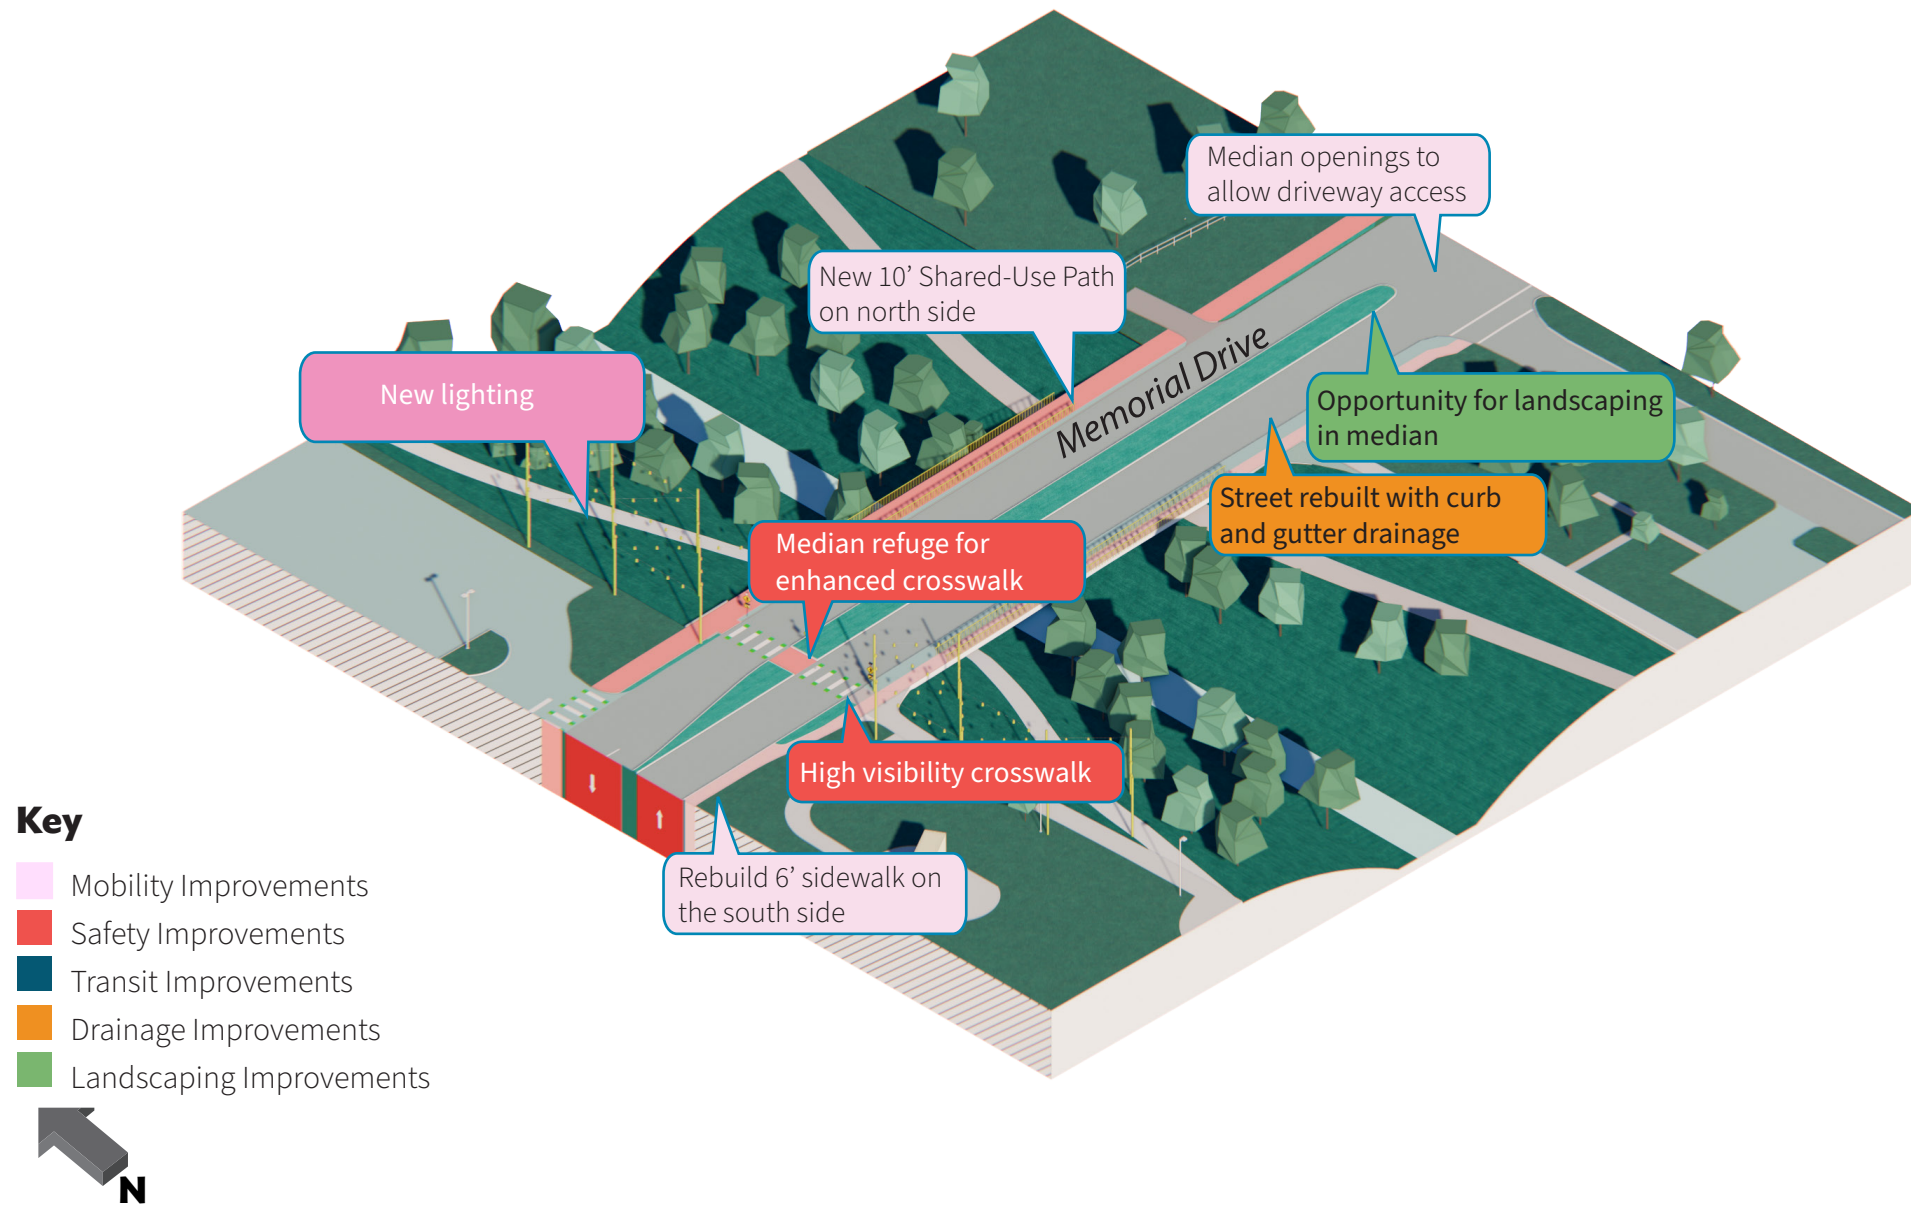 Median openings to
allow driveway access
New 10’ Shared-Use Path
on north side
New lighting
Memorial Drive
Opportunity for landscaping
in median
Street rebuilt with curb
and gutter drainage
Median refuge for
enhanced crosswalk
High visibility crosswalk
Rebuild 6’ sidewalk on
the south side
Key
Mobility Improvements
Safety Improvements
Transit Improvements
Drainage Improvements
Landscaping Improvements
N